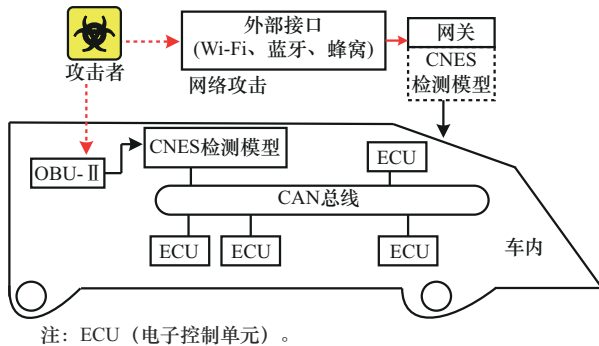 攻击者
外部接口
(Wi-Fi、蓝牙、蜂窝)
网络攻击
网关
CNES
检测模型
CNES检测模型
OBU-Ⅱ
ECU
CAN总线
ECU
ECU
ECU
车内
注：ECU（电子控制单元）。